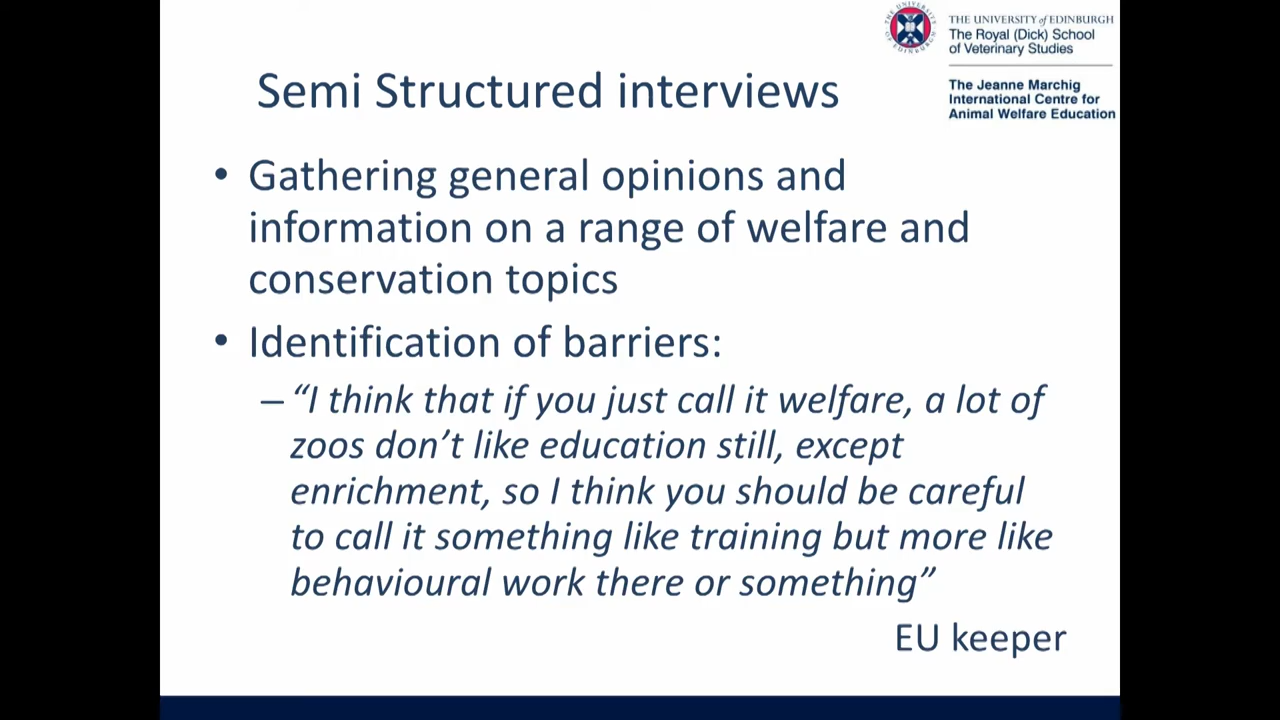 THE UNIVERSITY of EDINBURGH
The Royal (Dick) School
of Veterinary Studies
The Jeanne Marchig
International Centre for
Animal Welfare Education
Semi Structured interviews
• Gathering general opinions and
information on a range of welfare and
conservation topics
• Identification of barriers:
– “I think that if you just call it welfare, a lot of
zoos don’t like education still, except
enrichment, so I think you should be careful
to call it something like training but more like
behavioural work there or something”
EU keeper